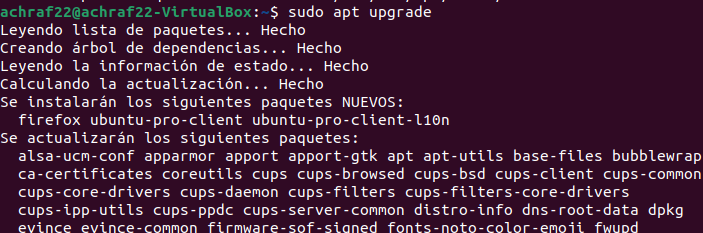 achraf22@achraf22-VirtualBox:~$ sudo apt upgrade
Leyendo lista de paquetes... Hecho
Creando árbol de dependencias... Hecho
Leyendo la información de estado... Hecho
Calculando la actualización... Hecho
Se instalarán los siguientes paquetes NUEVOS:
firefox ubuntu-pro-client ubuntu-pro-client-l10n
Se actualizarán los siguientes paquetes:
alsa-ucm-conf apparmor apport apport-gtk apt apt-utils base-files bubblewrap
ca-certificates coreutils cups cups-browsed cups-bsd cups-client cups-common
cups-core-drivers cups-daemon cups-filters cups-filters-core-drivers
cups-ipp-utils cups-ppdc cups-server-common distro-info dns-root-data dpkg
evince evince-common firmware-sof-signed fonts-noto-color-emoji fwupd